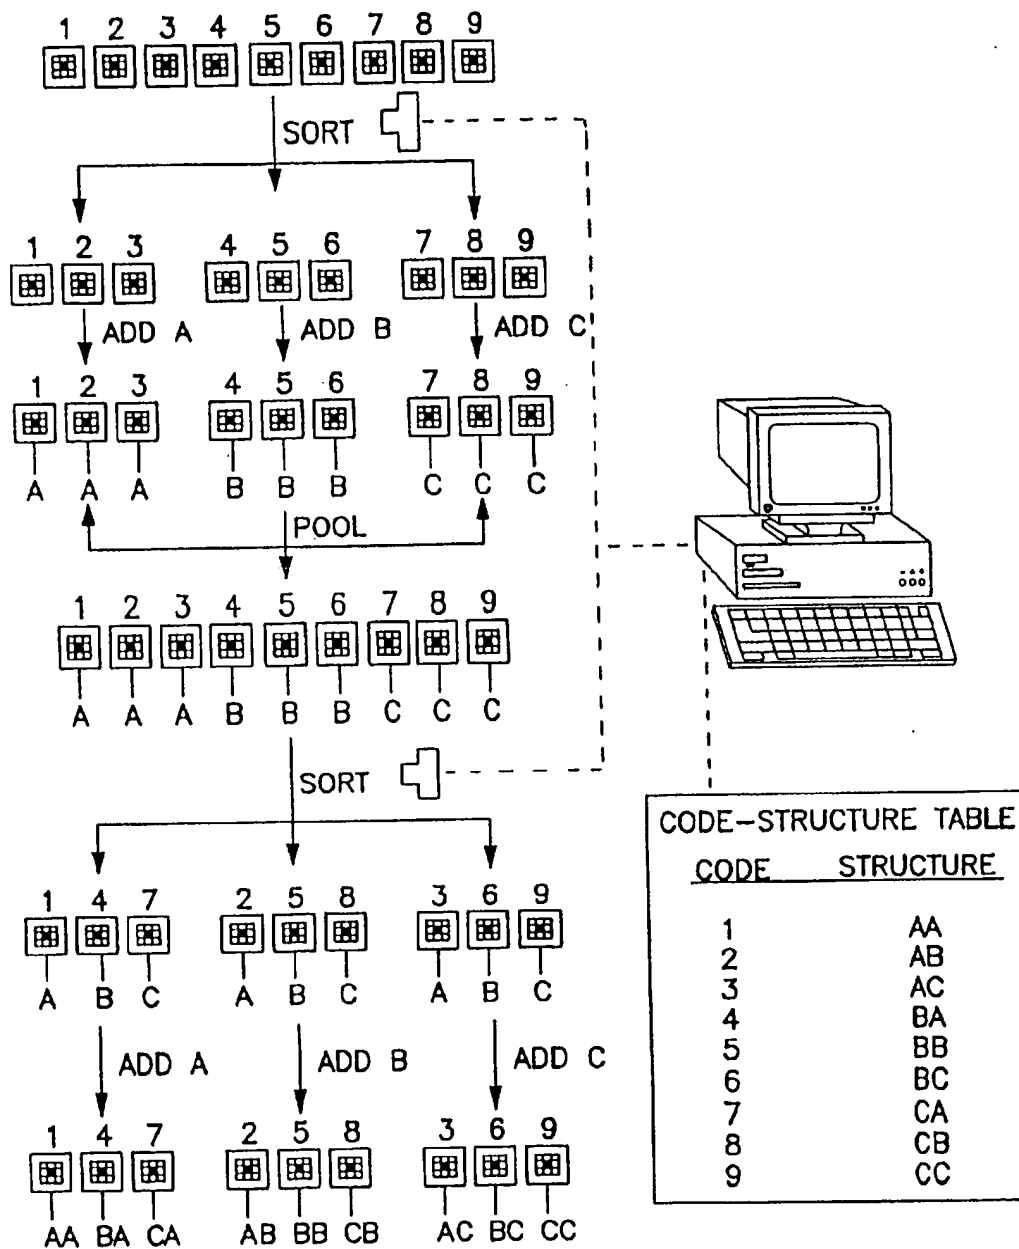 1 2 3 4 5 6 7 8 9
SORT
1 2 3 4 5 6 7 8 9
ADD A ADD B ADD C
1 2 3 4 5 6 7 8 9
A A A B B B C C C
POOL
1 2 3 4 5 6 7 8 9
A A A B B B C C C
SORT
1 4 7 2 5 8 3 6 9
A B C A B C A B C
ADD A ADD B ADD C
1 4 7 2 5 8 3 6 9
AA BA CA AB BB CB AC BC CC
CODE-STRUCTURE TABLE
CODE STRUCTURE
1 AA
2 AB
3 AC
4 BA
5 BB
6 BC
7 CA
8 CB
9 CC